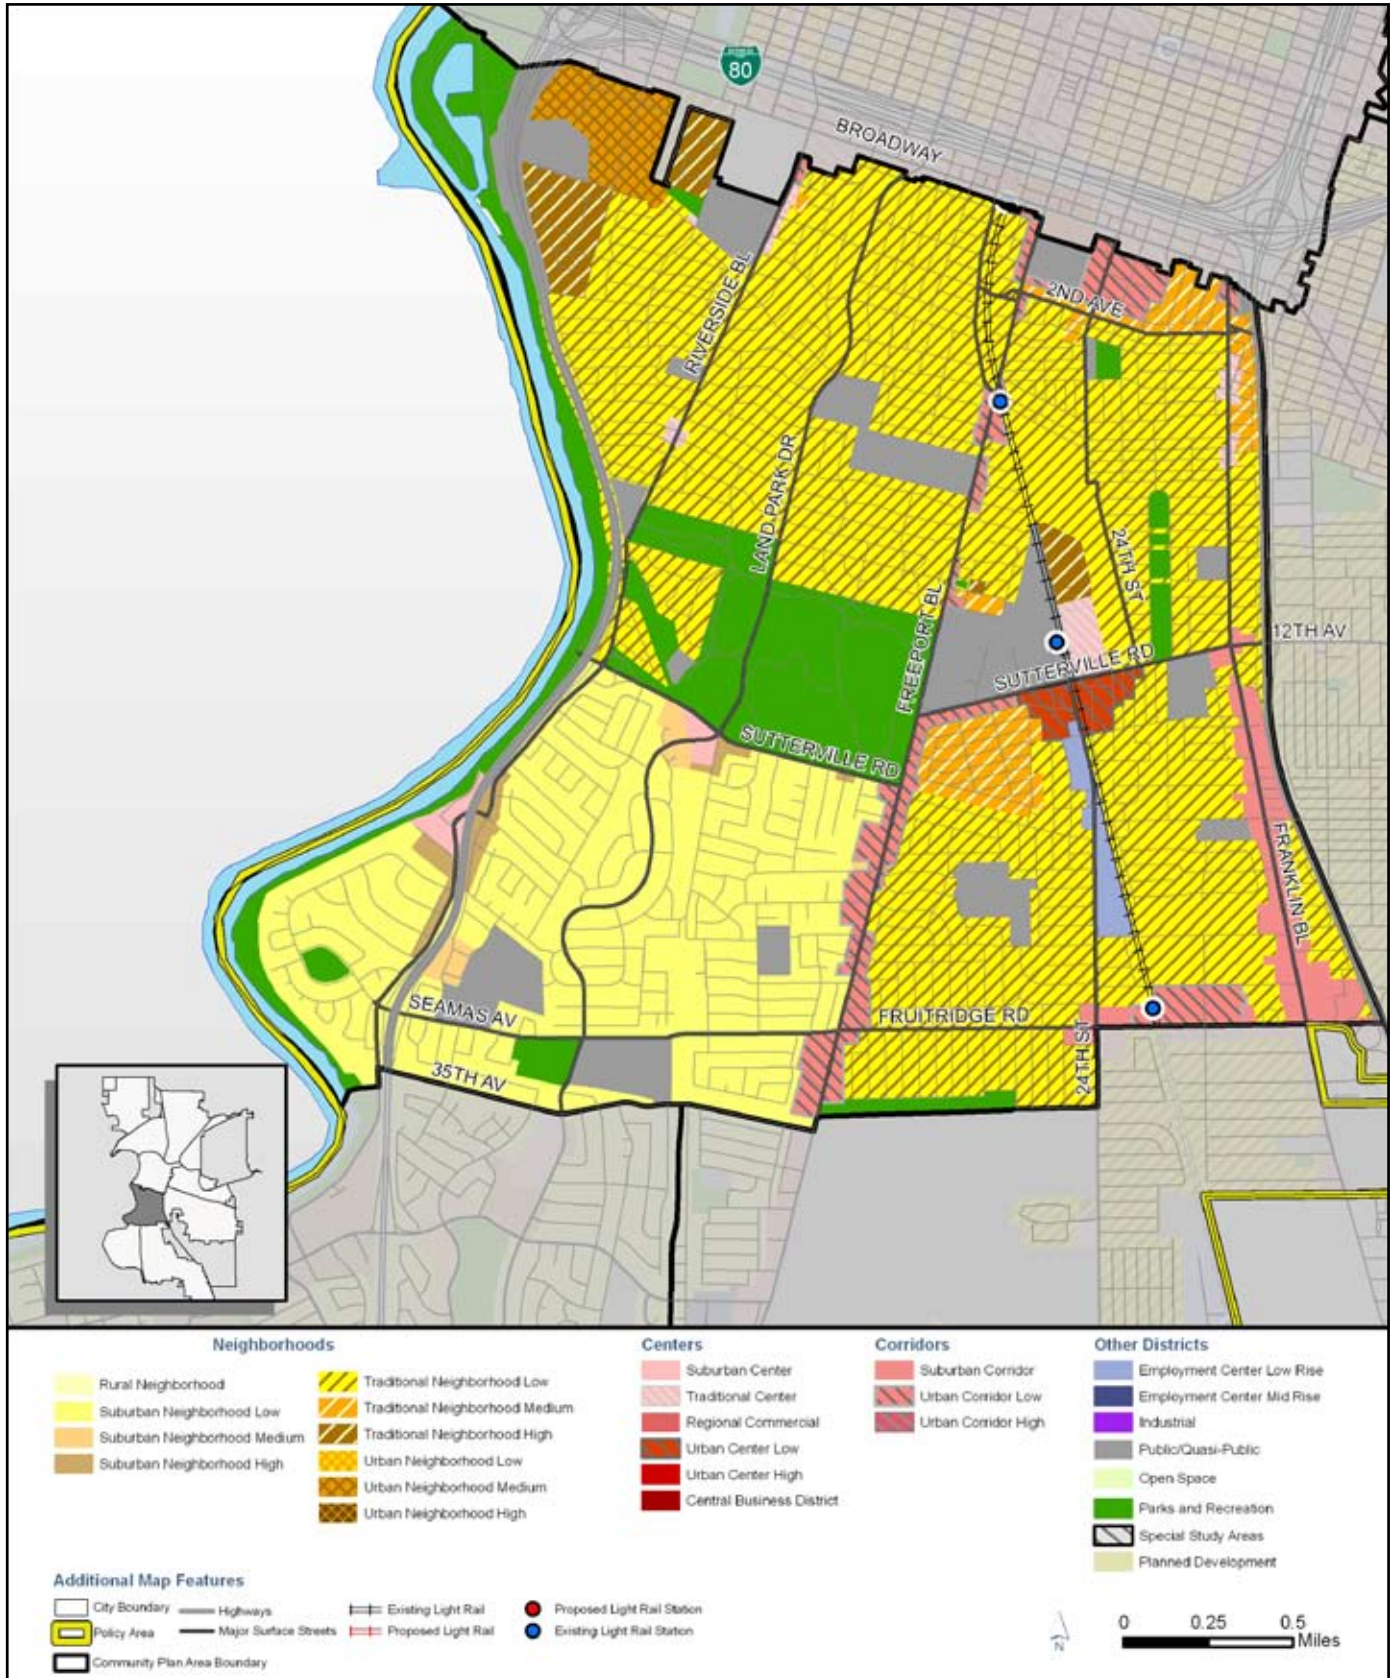 80
BROADWAY
RIVERSIDE BL
2ND AVE
LAND PARK DR
24TH ST
FREEPORT BL
12TH AV
SUTTERVILLE RD
SUTTERVILLE RD
FRANKLIN BL
SEAMAS AV
FRUITRIDGE RD
35TH AV
24TH ST
Neighborhoods
Rural Neighborhood
Suburban Neighborhood Low
Suburban Neighborhood Medium
Suburban Neighborhood High
Traditional Neighborhood Low
Traditional Neighborhood Medium
Traditional Neighborhood High
Urban Neighborhood Low
Urban Neighborhood Medium
Urban Neighborhood High
Centers
Suburban Center
Traditional Center
Regional Commercial
Urban Center Low
Urban Center High
Central Business District
Corridors
Suburban Corridor
Urban Corridor Low
Urban Corridor High
Other Districts
Employment Center Low Rise
Employment Center Mid Rise
Industrial
Public/Quasi-Public
Open Space
Parks and Recreation
Special Study Areas
Planned Development
Additional Map Features
City Boundary
Policy Area
Community Plan Area Boundary
Highways
Major Surface Streets
Existing Light Rail
Proposed Light Rail
Proposed Light Rail Station
Existing Light Rail Station
N
0 0.25 0.5
Miles